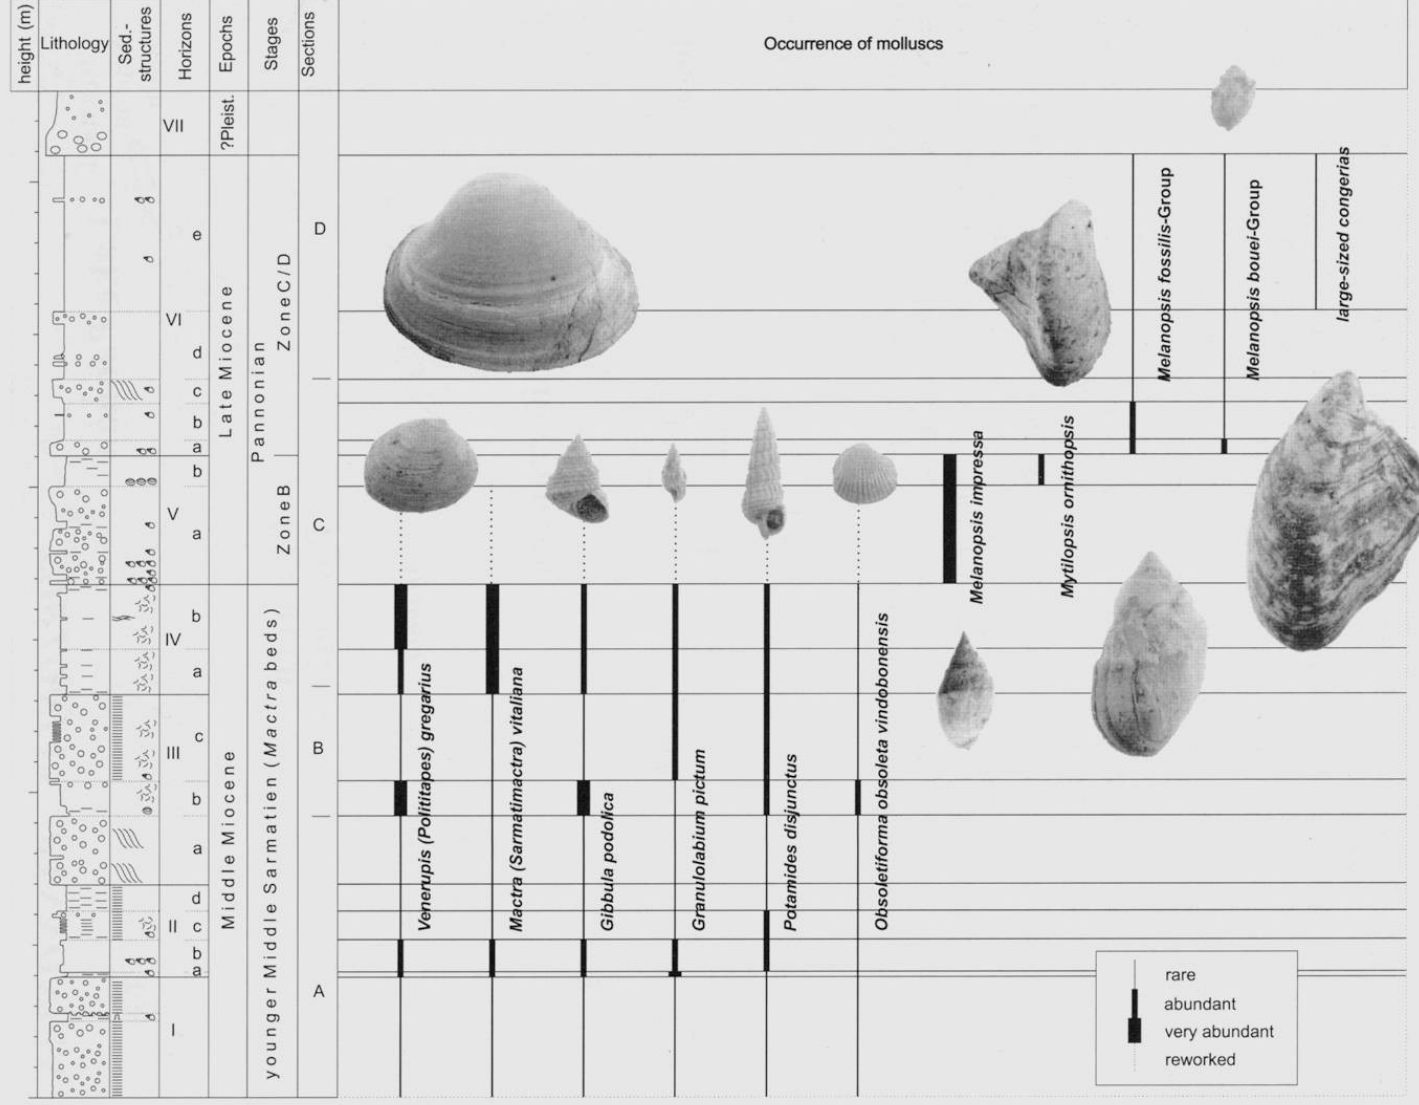 height (m)
Lithology
Sed.-
structures
Horizons
Epochs
Stages
Sections
Occurrence of molluscs
VII
?Pleist.
e
VI
d
c
b
a
b
V
a
b
IV
a
c
III
b
a
d
II
c
b
a
I
Late Miocene
Middle Miocene
Pannonian
Zone C/D
Zone B
younger Middle Sarmatien (Mactra beds)
D
C
B
A
Venerupis (Polititapes) gregarius
Mactra (Sarmatimactra) vitaliana
Gibbula podolica
Granulolabium pictum
Potamides disjunctus
Obsoletiforma obsoleta vindobonensis
Melanopsis impressa
Mytilopsis ornithopsis
Melanopsis fossilis-Group
Melanopsis bouei-Group
large-sized congerias
rare
abundant
very abundant
reworked